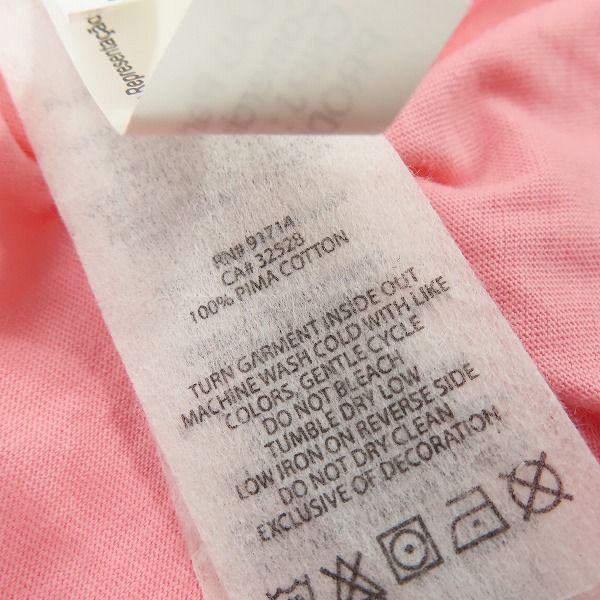 Representação
RN# 91714
CA# 32528
100% PIMA COTTON
TURN GARMENT INSIDE OUT
MACHINE WASH COLD WITH LIKE
COLORS, GENTLE CYCLE
DO NOT BLEACH
TUMBLE DRY LOW
LOW IRON ON REVERSE SIDE
DO NOT DRY CLEAN
EXCLUSIVE OF DECORATION